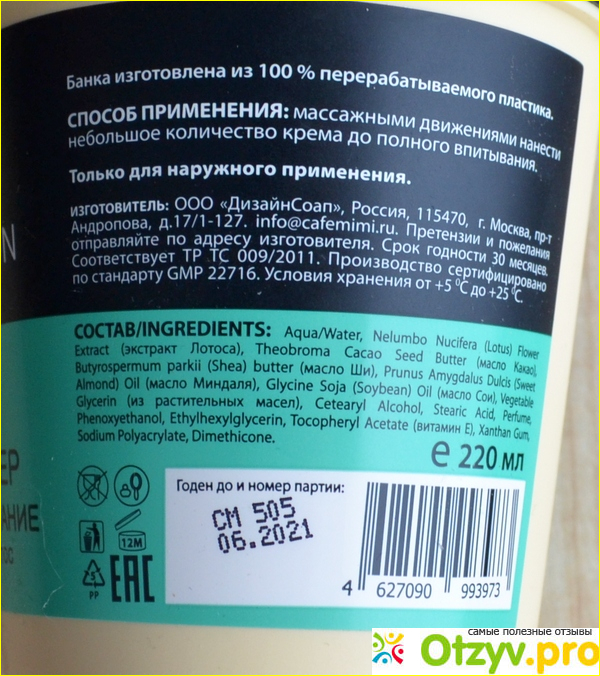 Банка изготовлена из 100 % перерабатываемого пластика.
СПОСОБ ПРИМЕНЕНИЯ: массажными движениями нанести
небольшое количество крема до полного впитывания.
Только для наружного применения.
ИЗГОТОВИТЕЛЬ: ООО «ДизайнСоап», Россия, 115470, г. Москва, пр-т
Андропова, д.17/1-127. info@cafemimi.ru. Претензии и пожелания
отправляйте по адресу изготовителя. Срок годности 30 месяцев.
Соответствует ТР ТС 009/2011. Производство сертифицировано
по стандарту GMP 22716. Условия хранения от +5 °С до +25 °С.
N
СОСТАВ/INGREDIENTS: Aqua/Water, Nelumbo Nucifera (Lotus) Flower
Extract (экстракт Лотоса), Theobroma Cacao Seed Butter (масло Какао),
Butyrospermum parkii (Shea) butter (масло Ши), Prunus Amygdalus Dulcis (Sweet
Almond) Oil (масло Миндаля), Glycine Soja (Soybean) Oil (масло Сои), Vegetable
Glycerin (из растительных масел), Cetearyl Alcohol, Stearic Acid, Perfume,
Phenoxyethanol, Ethylhexylglycerin, Tocopheryl Acetate (витамин Е), Xanthan Gum,
Sodium Polyacrylate, Dimethicone.
℮ 220 мл
ЕР
АНИЕ
Годен до и номер партии:
СМ 505
06.2021
12М
5
PP
EAC
4 627090 993973
самые полезные отзывы
Otzyv.pro